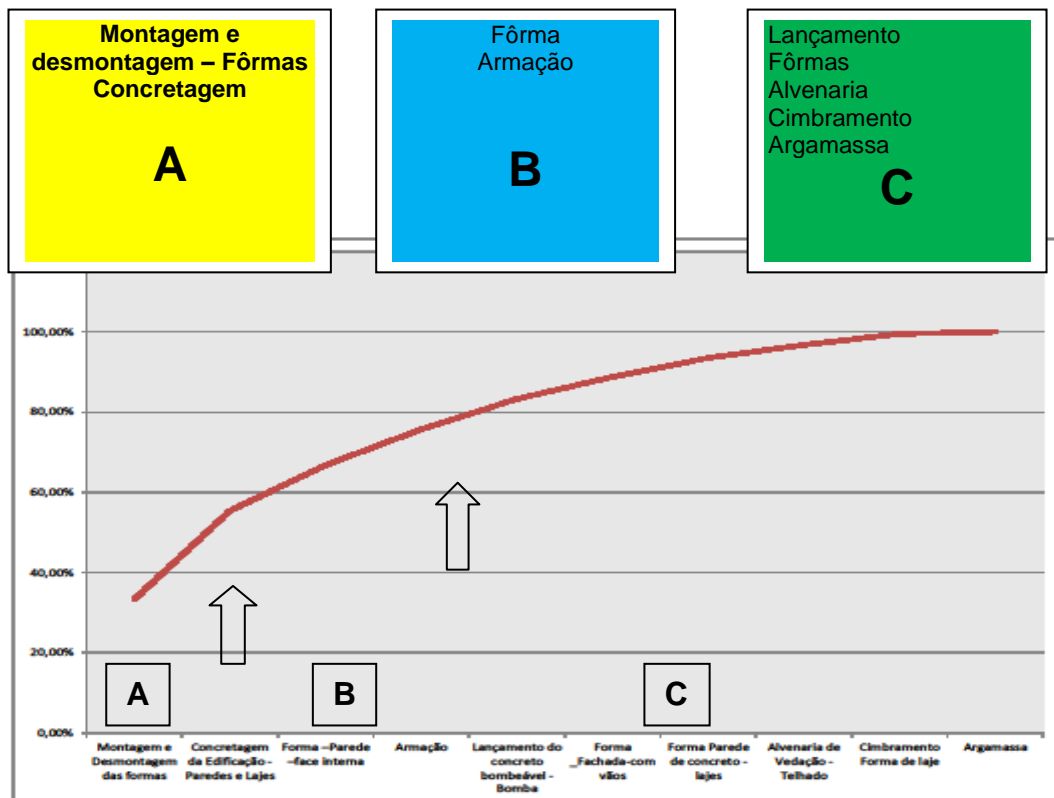 Montagem e
desmontagem – Fôrmas
Concretagem
A
Fôrma
Armação
B
Lançamento
Fôrmas
Alvenaria
Cimbramento
Argamassa
C
100,00%
80,00%
60,00%
40,00%
20,00%
0,00%
A
B
C
Montagem e
Desmontagem
das formas
Concretagem
da Edificação -
Paredes e Lajes
Forma –Parede
–face interna
Armação
Lançamento do
concreto
bombeável -
Bomba
Forma
_Fachada-com
vãos
Forma Parede
de concreto -
lajes
Alvenaria de
Vedação -
Telhado
Cimbramento
Forma de laje
Argamassa